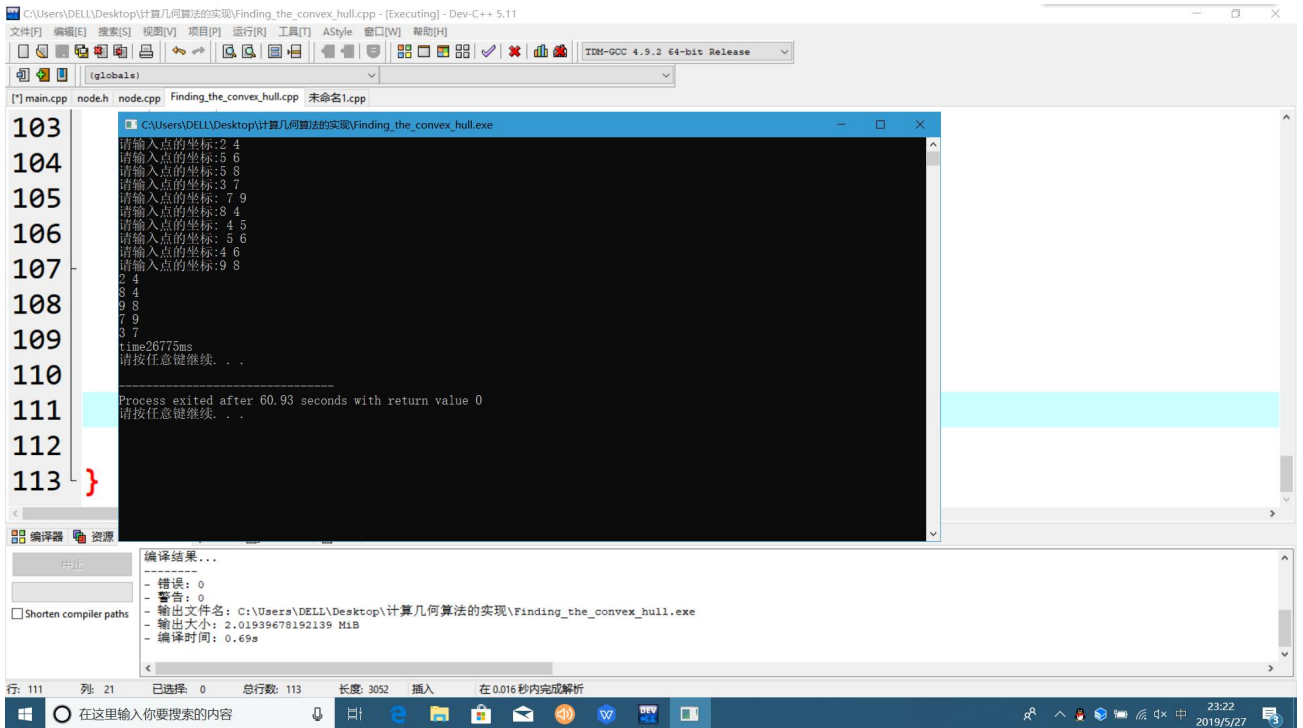 C:\Users\DELL\Desktop\计算几何算法的实现\Finding_the_convex_hull.cpp - [Executing] - Dev-C++ 5.11
文件[F] 编辑[E] 搜索[S] 视图[V] 项目[P] 运行[R] 工具[T] AStyle 窗口[W] 帮助[H]
TDM-GCC 4.9.2 64-bit Release
(globals)
[*] main.cpp node.h node.cpp Finding_the_convex_hull.cpp 未命名1.cpp
C:\Users\DELL\Desktop\计算几何算法的实现\Finding_the_convex_hull.exe
103
104
105
106
107
108
109
110
111
112
113 }
请输入点的坐标:2 4
请输入点的坐标:5 6
请输入点的坐标:5 8
请输入点的坐标:3 7
请输入点的坐标: 7 9
请输入点的坐标:8 4
请输入点的坐标: 4 5
请输入点的坐标: 5 6
请输入点的坐标:4 6
请输入点的坐标:9 8
2 4
8 4
9 8
7 9
3 7
time26775ms
请按任意键继续. . .
--------------------------------
Process exited after 60.93 seconds with return value 0
请按任意键继续. . .
编译器 资源
中止
Shorten compiler paths
编译结果...
--------
- 错误: 0
- 警告: 0
- 输出文件名: C:\Users\DELL\Desktop\计算几何算法的实现\Finding_the_convex_hull.exe
- 输出大小: 2.01939678192139 MiB
- 编译时间: 0.69s
行: 111 列: 21 已选择: 0 总行数: 113 长度: 3052 插入 在 0.016 秒内完成解析
在这里输入你要搜索的内容
DEV
中
23:22
2019/5/27
3